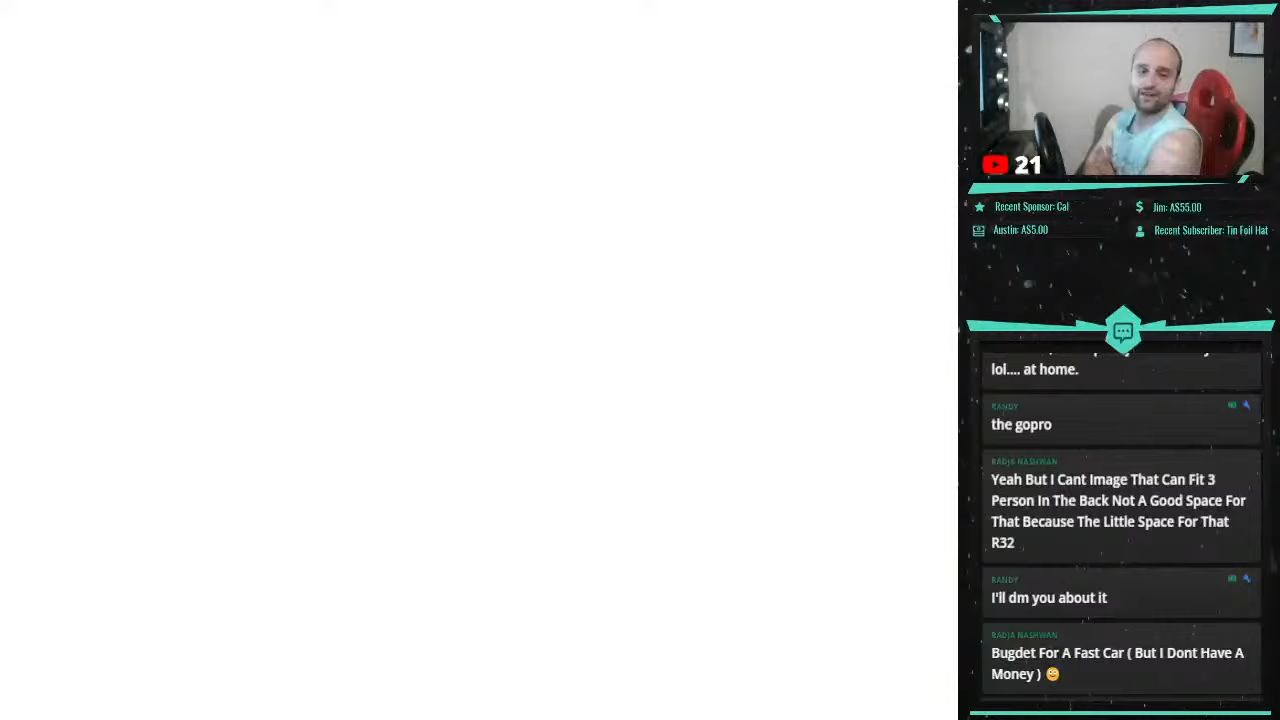 21
Recent Sponsor: Cal
Jim: A$55.00
Austin: A$5.00
Recent Subscriber: Tin Foil Hat
lol.... at home.
RANDY
the gopro
RADJA NASHWAN
Yeah But I Cant Image That Can Fit 3
Person In The Back Not A Good Space For
That Because The Little Space For That
R32
RANDY
I'll dm you about it
RADJA NASHWAN
Bugdet For A Fast Car ( But I Dont Have A
Money )